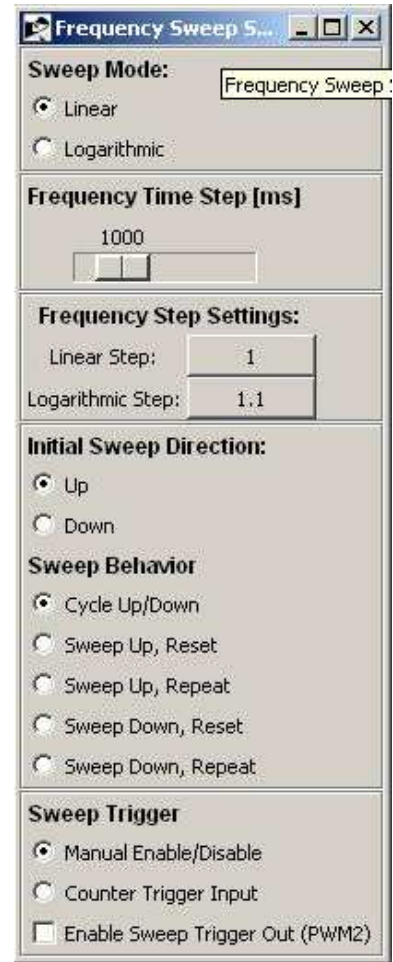 Frequency Sweep S...
Sweep Mode:
Frequency Sweep
Linear
Logarithmic
Frequency Time Step [ms]
1000
Frequency Step Settings:
Linear Step: 1
Logarithmic Step: 1.1
Initial Sweep Direction:
Up
Down
Sweep Behavior
Cycle Up/Down
Sweep Up, Reset
Sweep Up, Repeat
Sweep Down, Reset
Sweep Down, Repeat
Sweep Trigger
Manual Enable/Disable
Counter Trigger Input
Enable Sweep Trigger Out (PWM2)